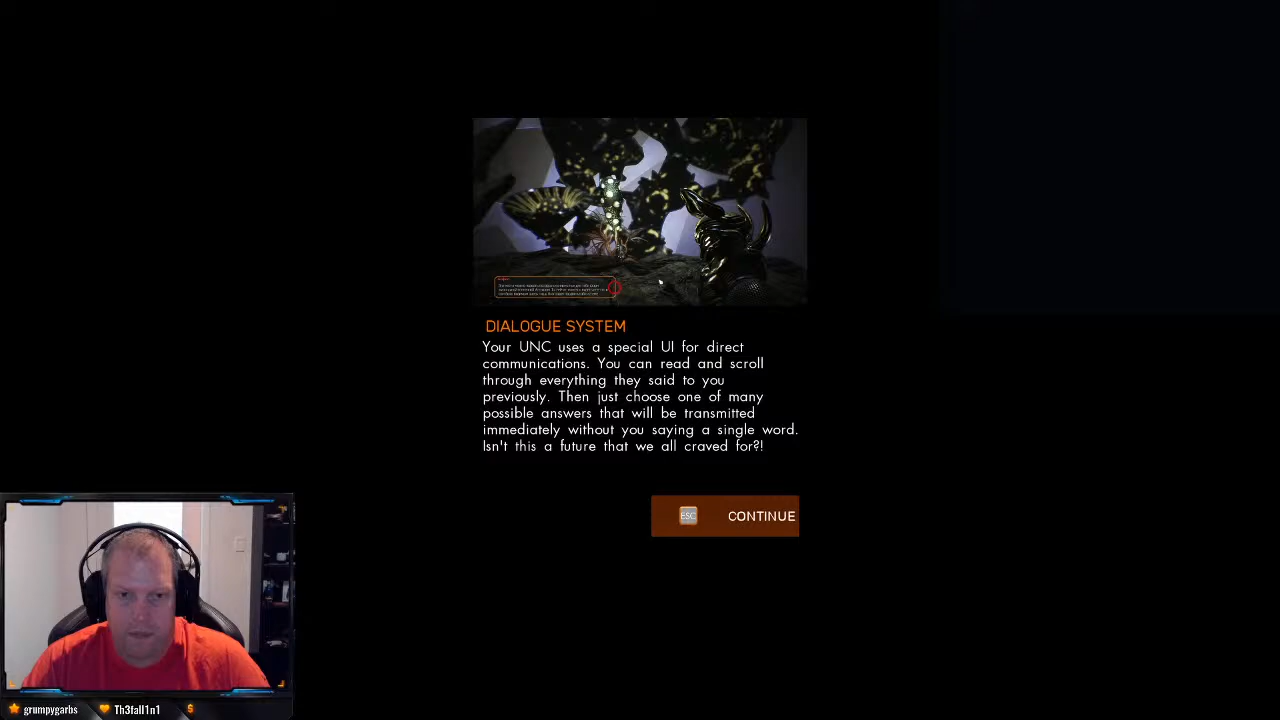 DIALOGUE SYSTEM
Your UNC uses a special UI for direct
communications. You can read and scroll
through everything they said to you
previously. Then just choose one of many
possible answers that will be transmitted
immediately without you saying a single word.
Isn't this a future that we all craved for?!
ESC CONTINUE
grumpygarbs Th3fall1n1 $